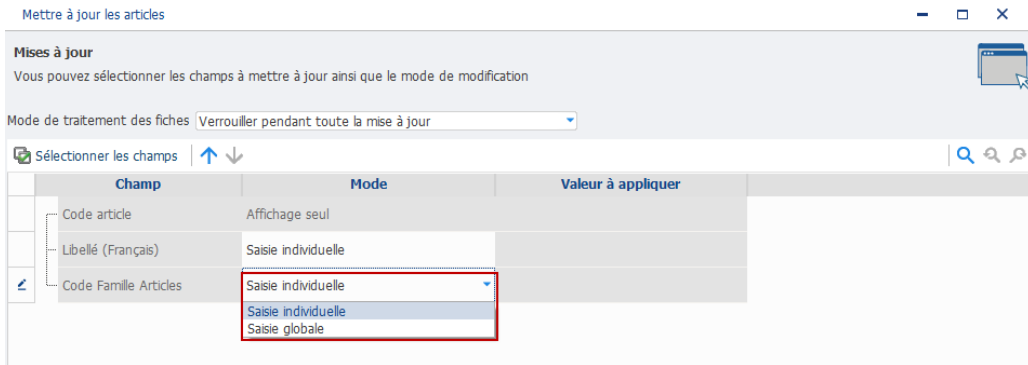 Mettre à jour les articles
Mises à jour
Vous pouvez sélectionner les champs à mettre à jour ainsi que le mode de modification
Mode de traitement des fiches Verrouiller pendant toute la mise à jour
Sélectionner les champs
Champ Mode Valeur à appliquer
Code article Affichage seul
Libellé (Français) Saisie individuelle
Code Famille Articles Saisie individuelle
Saisie individuelle
Saisie globale